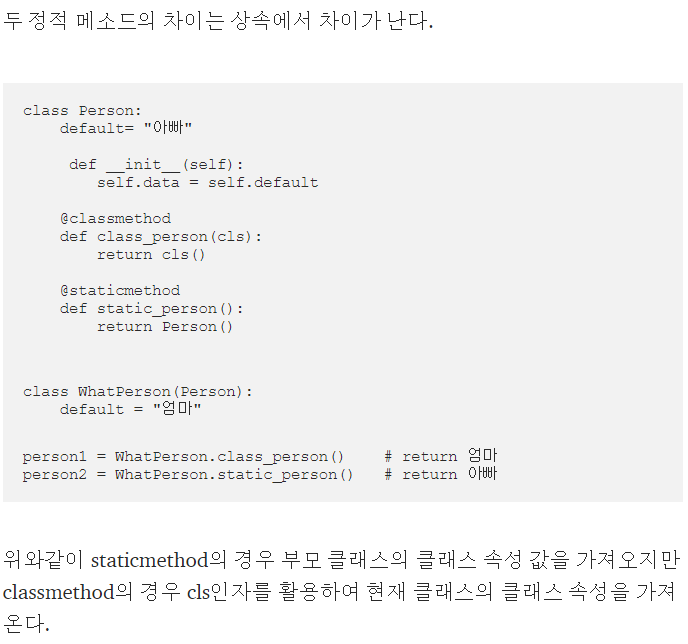 두 정적 메소드의 차이는 상속에서 차이가 난다.
class Person:
    default= "아빠"
     def __init__(self):
        self.data = self.default
    @classmethod
    def class_person(cls):
        return cls()
    @staticmethod
    def static_person():
        return Person()
class WhatPerson(Person):
    default = "엄마"
person1 = WhatPerson.class_person()    # return 엄마
person2 = WhatPerson.static_person()   # return 아빠
위와같이 staticmethod의 경우 부모 클래스의 클래스 속성 값을 가져오지만
classmethod의 경우 cls인자를 활용하여 현재 클래스의 클래스 속성을 가져
온다.